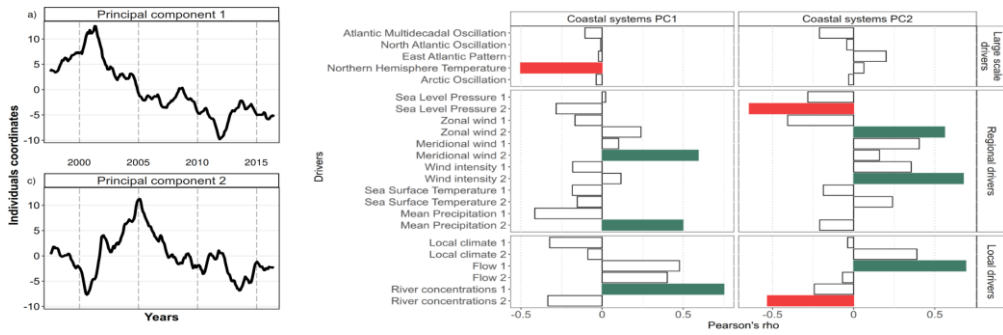 a)
Principal component 1
10
5
0
-5
-10
2000
2005
2010
2015
c)
Principal component 2
10
5
0
-5
-10
2000
2005
2010
2015
Years
Individuals coordinates
Drivers
Coastal systems PC1
Coastal systems PC2
Atlantic Multidecadal Oscillation
North Atlantic Oscillation
East Atlantic Pattern
Northern Hemisphere Temperature
Arctic Oscillation
Large scale
drivers
Sea Level Pressure 1
Sea Level Pressure 2
Zonal wind 1
Zonal wind 2
Meridional wind 1
Meridional wind 2
Wind intensity 1
Wind intensity 2
Sea Surface Temperature 1
Sea Surface Temperature 2
Mean Precipitation 1
Mean Precipitation 2
Regional drivers
Local climate 1
Local climate 2
Flow 1
Flow 2
River concentrations 1
River concentrations 2
Local drivers
-0.5
0
0.5
-0.5
0
0.5
Pearson's rho